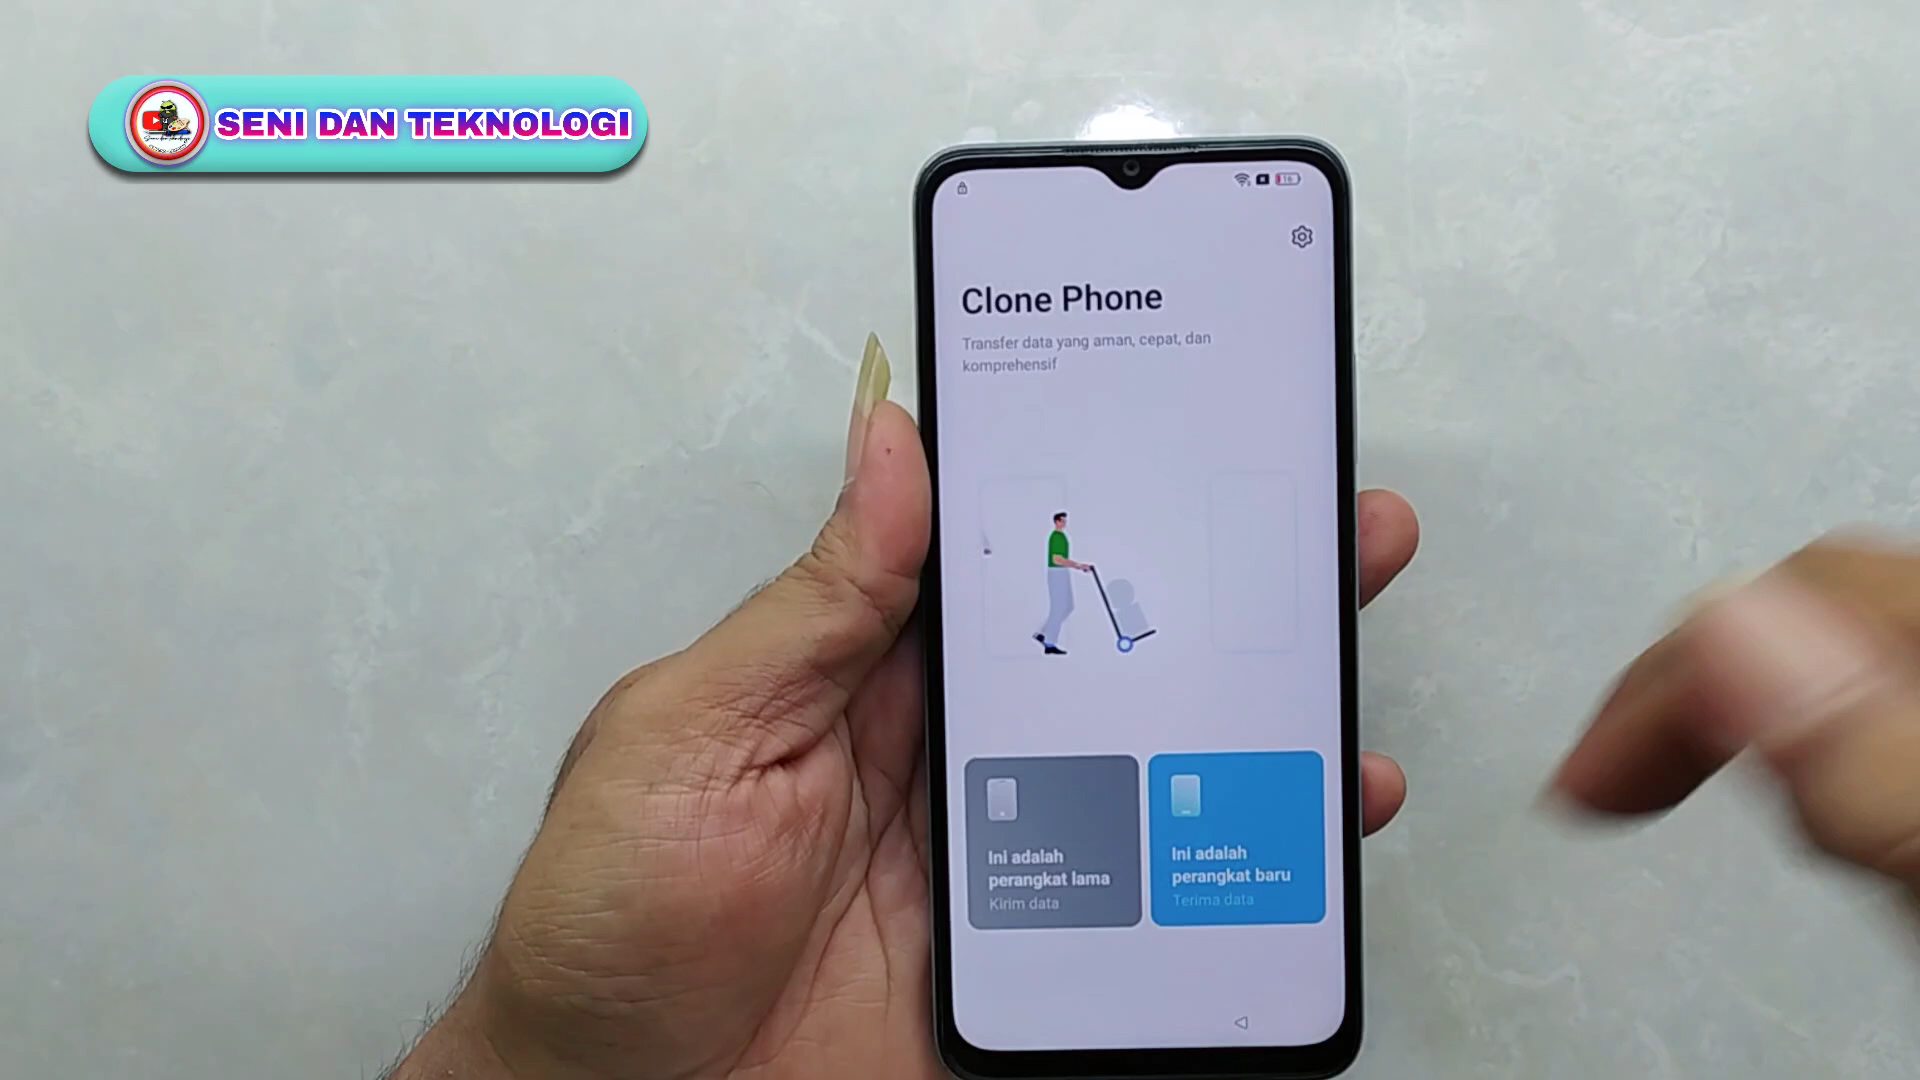 SENI DAN TEKNOLOGI
16
Clone Phone
Transfer data yang aman, cepat, dan
komprehensif
Ini adalah
perangkat lama
Kirim data
Ini adalah
perangkat baru
Terima data